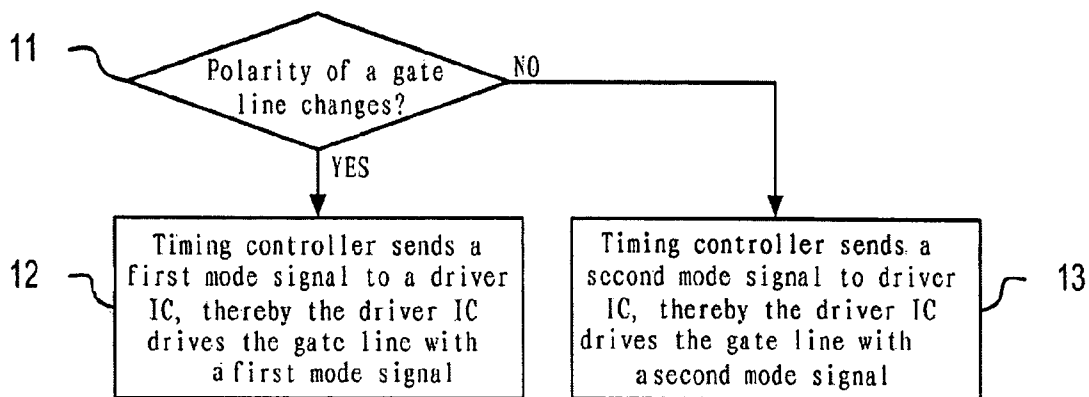 11
Polarity of a gate
line changes?
NO
YES
12
Timing controller sends a
first mode signal to a driver
IC, thereby the driver IC
drives the gate line with
a first mode signal
Timing controller sends a
second mode signal to driver
IC, thereby the driver IC
drives the gate line with
a second mode signal
13